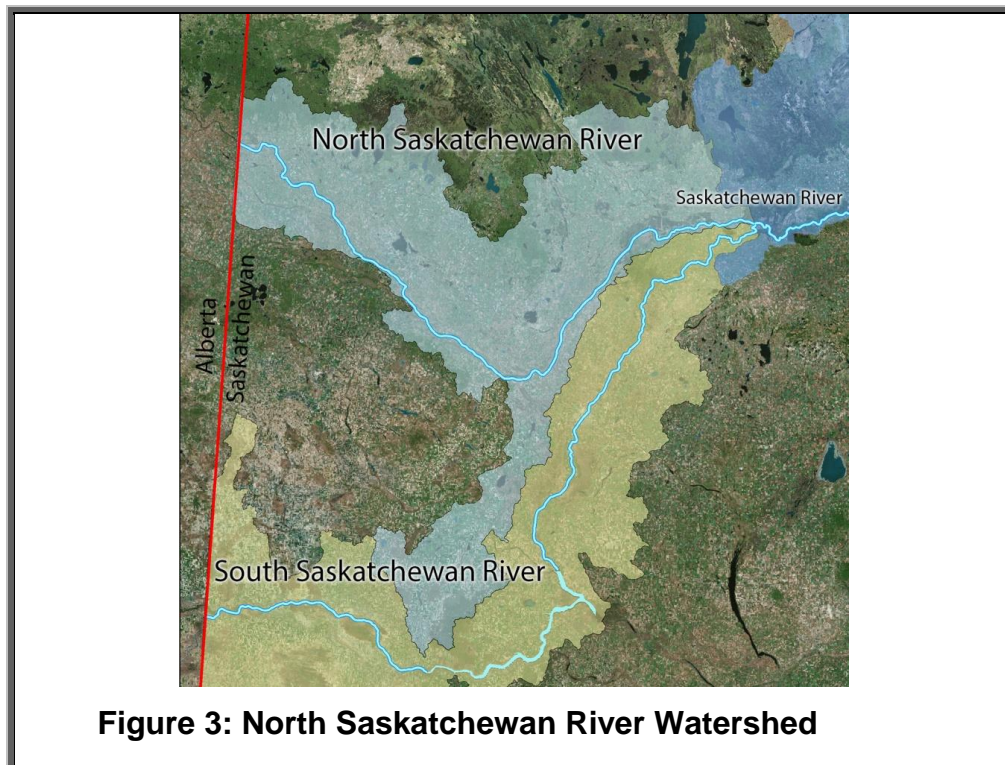 North Saskatchewan River
Saskatchewan River
Alberta
Saskatchewan
South Saskatchewan River
Figure 3: North Saskatchewan River Watershed